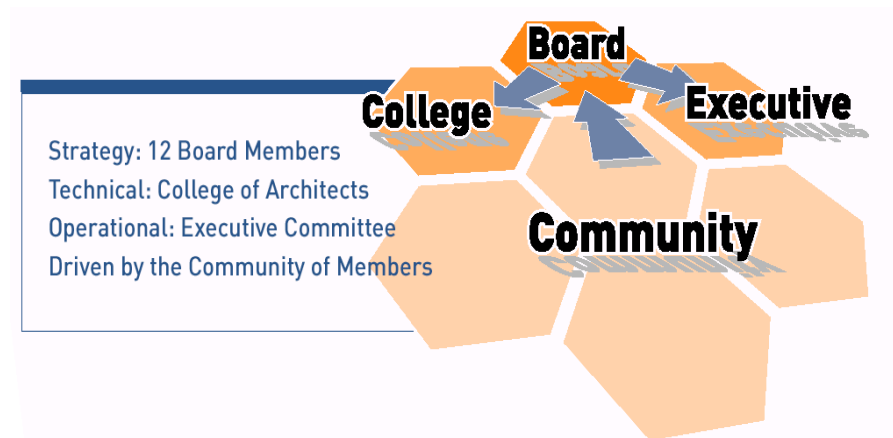 Board
College
Executive
Strategy: 12 Board Members
Technical: College of Architects
Operational: Executive Committee
Driven by the Community of Members
Community